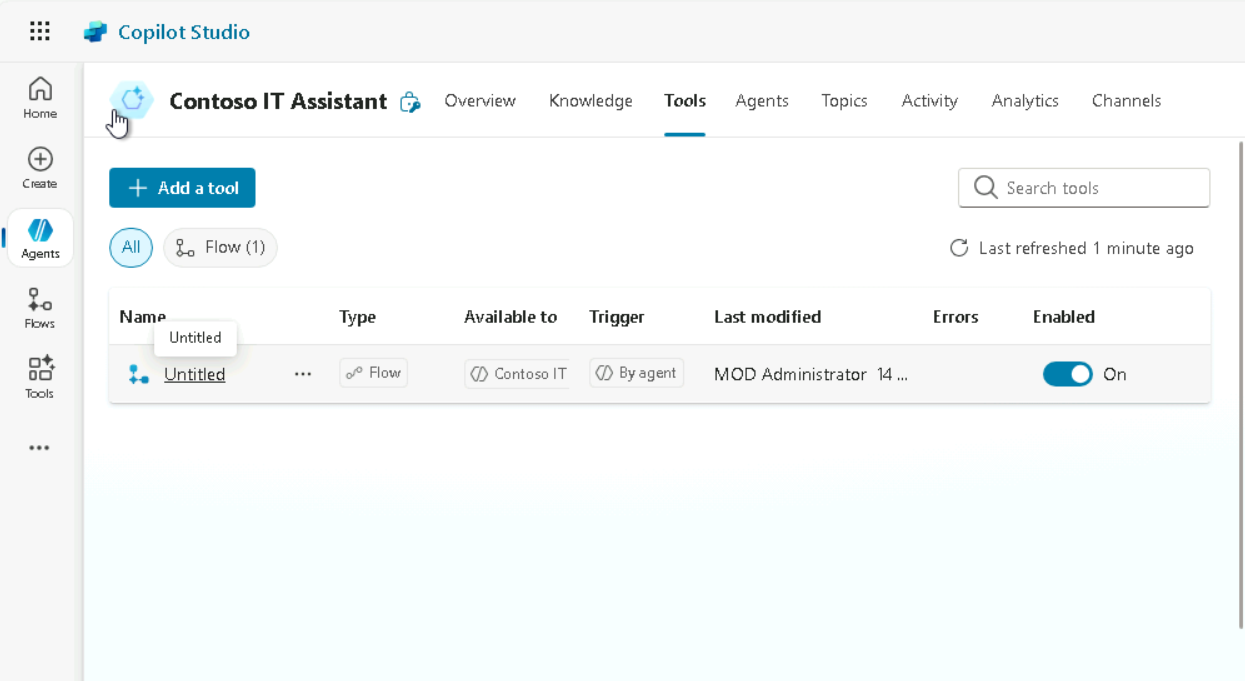 Copilot Studio
Home
Create
Agents
Flows
Tools
Contoso IT Assistant
Overview
Knowledge
Tools
Agents
Topics
Activity
Analytics
Channels
Add a tool
Search tools
All
Flow (1)
Last refreshed 1 minute ago
Name
Type
Available to
Trigger
Last modified
Errors
Enabled
Untitled
Untitled
Flow
Contoso IT
By agent
MOD Administrator 14 ...
On